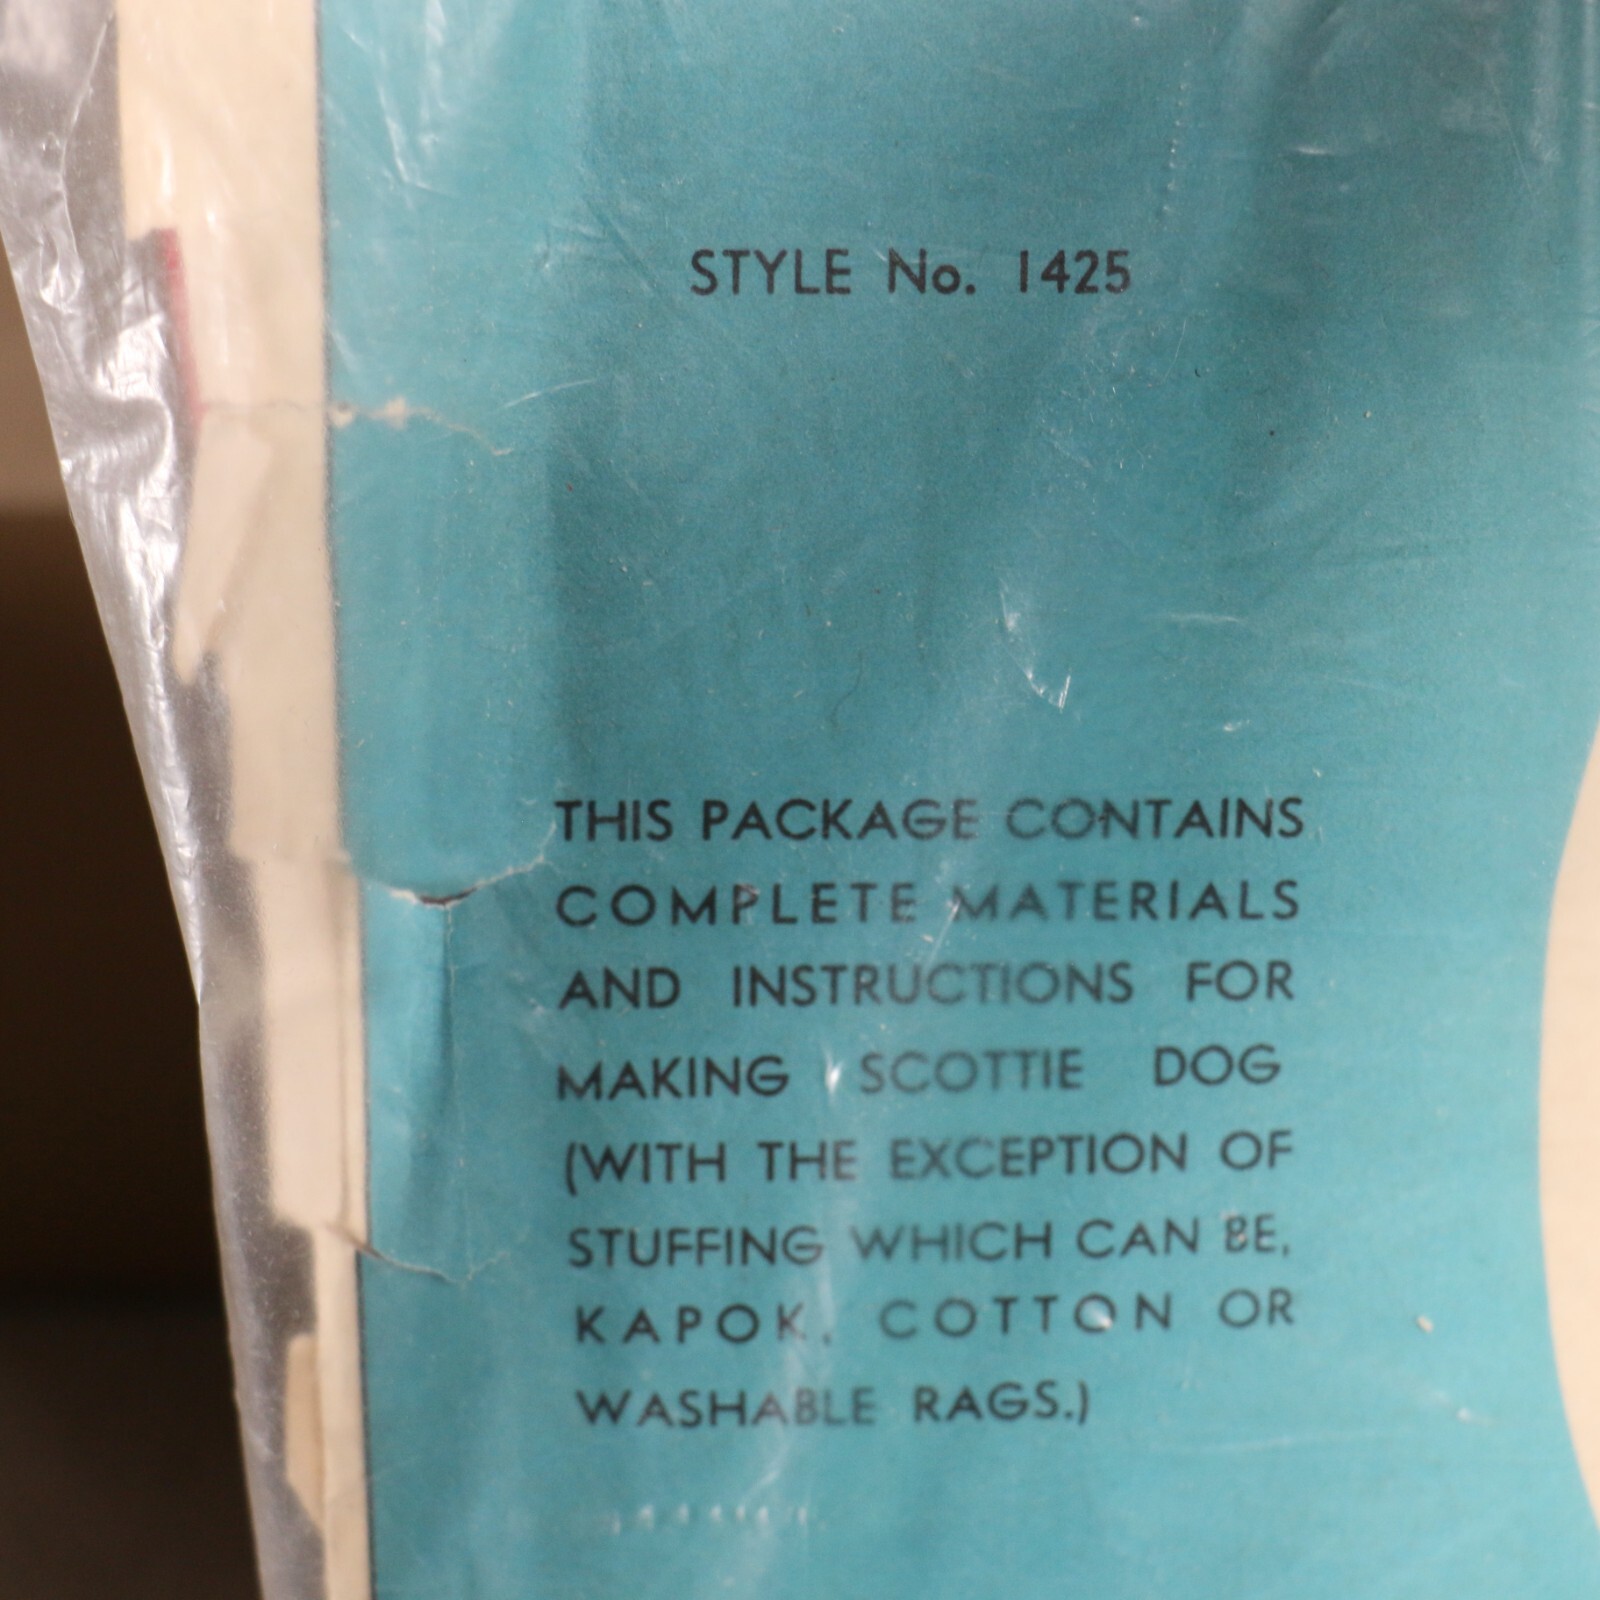 STYLE No. 1425
THIS PACKAGE CONTAINS
COMPLETE MATERIALS
AND INSTRUCTIONS FOR
MAKING SCOTTIE DOG
(WITH THE EXCEPTION OF
STUFFING WHICH CAN BE,
KAPOK, COTTON OR
WASHABLE RAGS.)